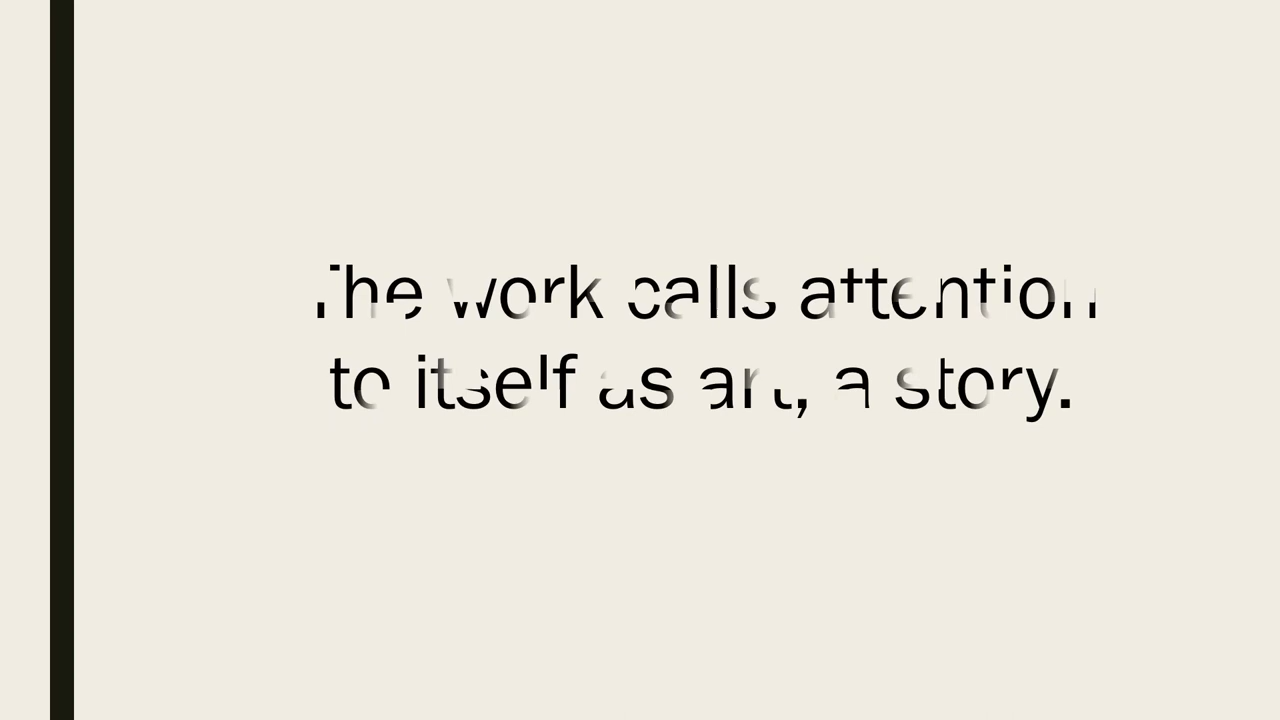 The work calls attention
to itself as art, a story.